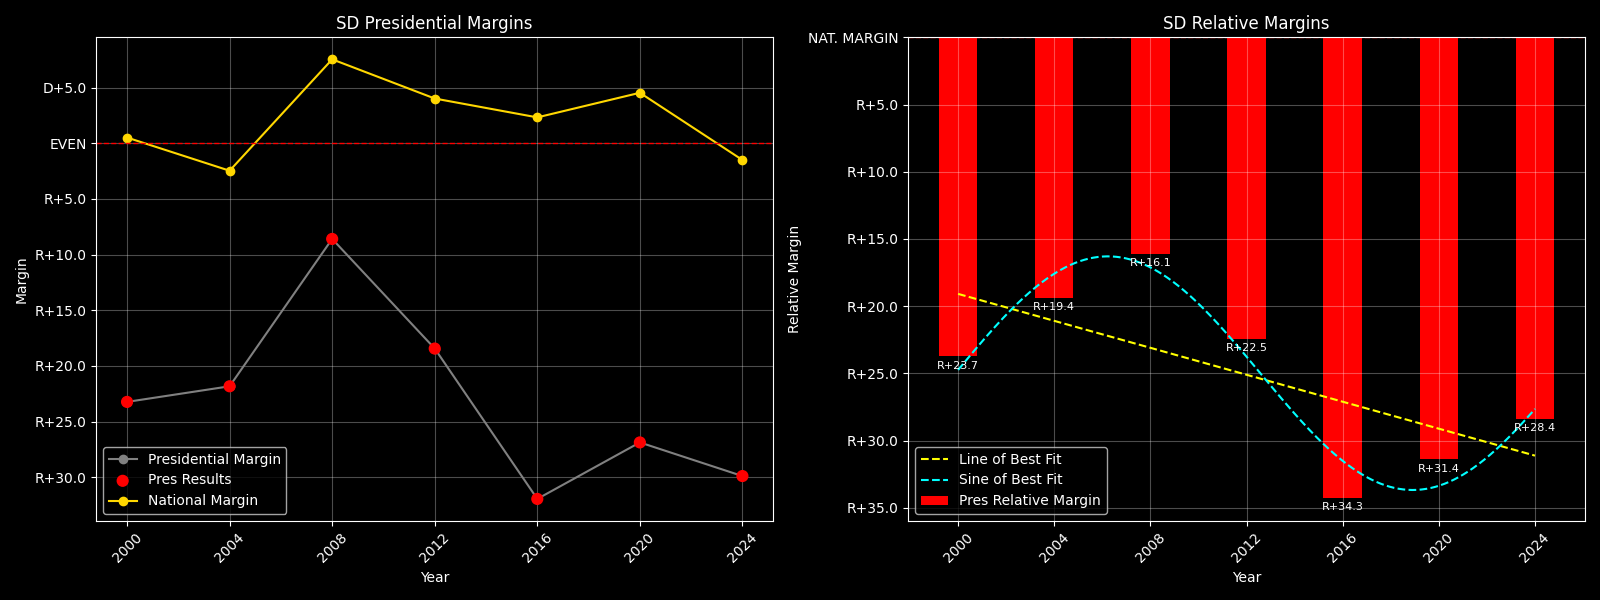 SD Presidential Margins
D+5.0
EVEN
R+5.0
R+10.0
R+15.0
R+20.0
R+25.0
R+30.0
Margin
Presidential Margin
Pres Results
National Margin
2000
2004
2008
2012
2016
2020
2024
Year
SD Relative Margins
NAT. MARGIN
R+5.0
R+10.0
R+15.0
R+20.0
R+25.0
R+30.0
R+35.0
Relative Margin
R+23.7
R+19.4
R+16.1
R+22.5
R+34.3
R+31.4
R+28.4
Line of Best Fit
Sine of Best Fit
Pres Relative Margin
2000
2004
2008
2012
2016
2020
2024
Year